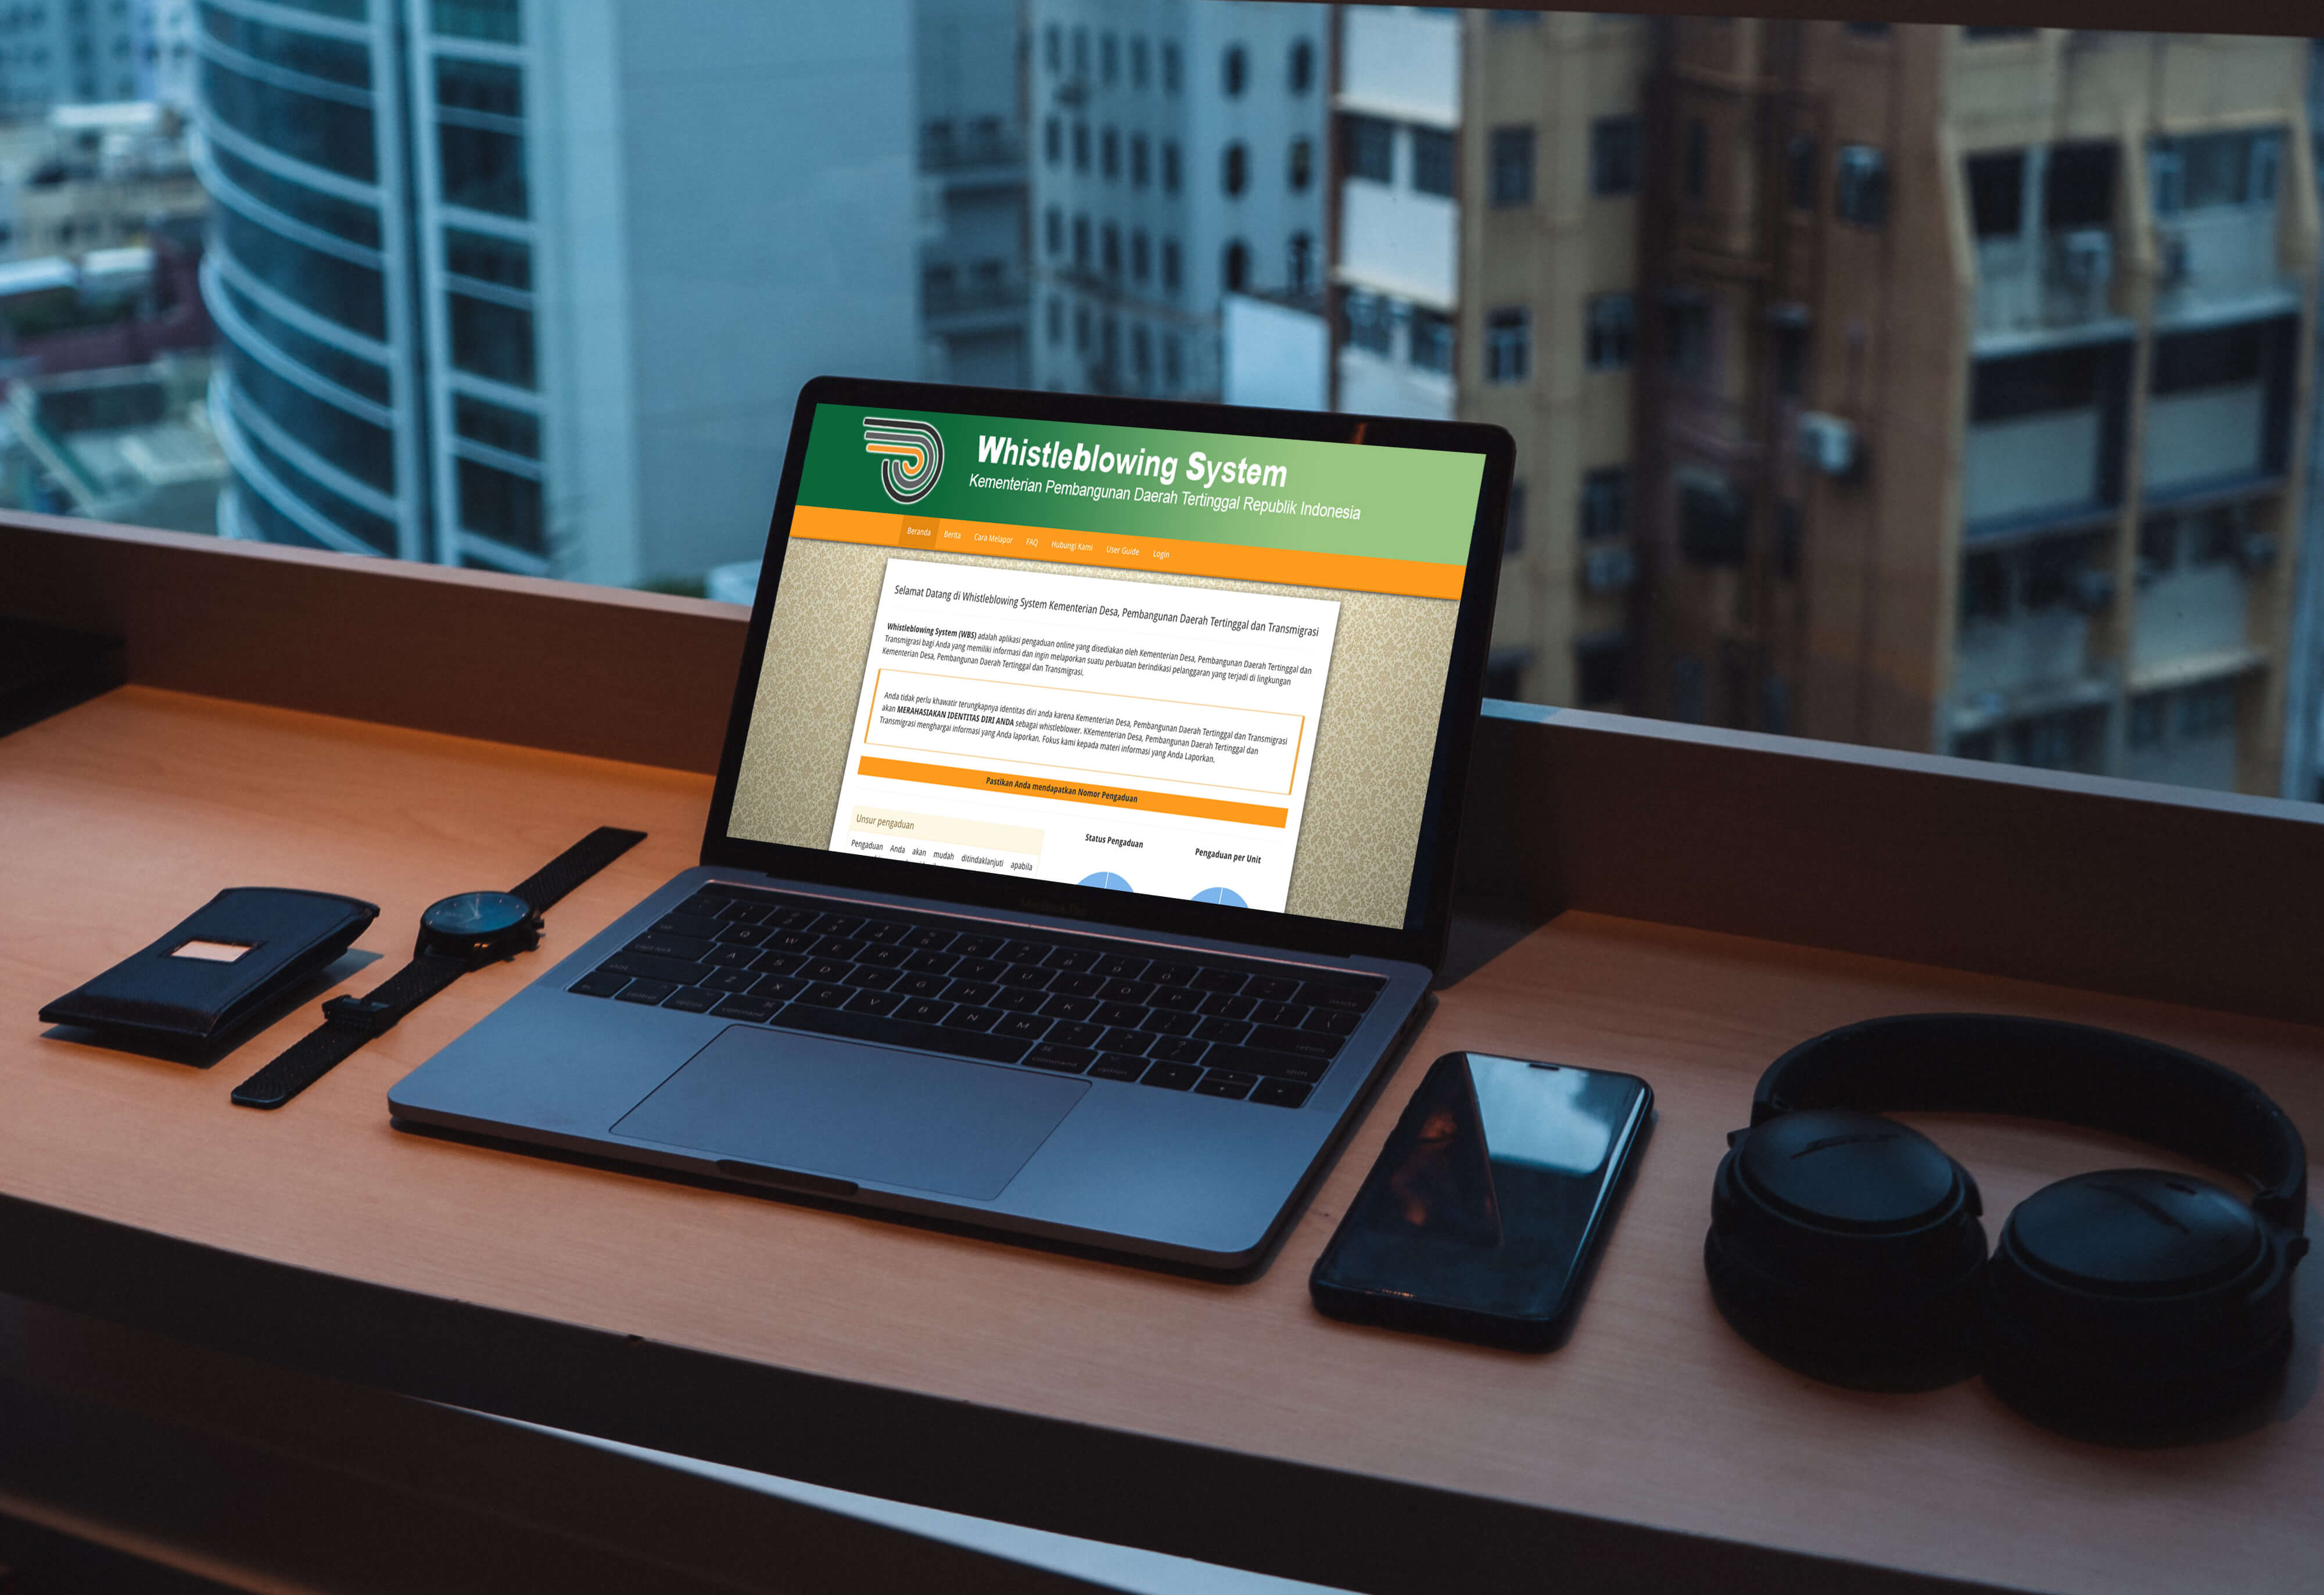 Whistleblowing System
Kementerian Pembangunan Daerah Tertinggal Republik Indonesia
Beranda Berita Cara Melapor FAQ Hubungi Kami User Guide Login
Selamat Datang di Whistleblowing System Kementerian Desa, Pembangunan Daerah Tertinggal dan Transmigrasi
Whistleblowing System (WBS) adalah aplikasi pengaduan online yang disediakan oleh Kementerian Desa, Pembangunan Daerah Tertinggal dan
Transmigrasi bagi Anda yang memiliki informasi dan ingin melaporkan suatu perbuatan berindikasi pelanggaran yang terjadi di lingkungan
Kementerian Desa, Pembangunan Daerah Tertinggal dan Transmigrasi.
Anda tidak perlu khawatir terungkapnya identitas diri anda karena Kementerian Desa, Pembangunan Daerah Tertinggal dan Transmigrasi
akan MERAHASIAKAN IDENTITAS DIRI ANDA sebagai whistleblower. KKementerian Desa, Pembangunan Daerah Tertinggal dan
Transmigrasi menghargai informasi yang Anda laporkan. Fokus kami kepada materi informasi yang Anda Laporkan.
Pastikan Anda mendapatkan Nomor Pengaduan
Unsur pengaduan
Pengaduan Anda akan mudah ditindaklanjuti apabila
Status Pengaduan
Pengaduan per Unit